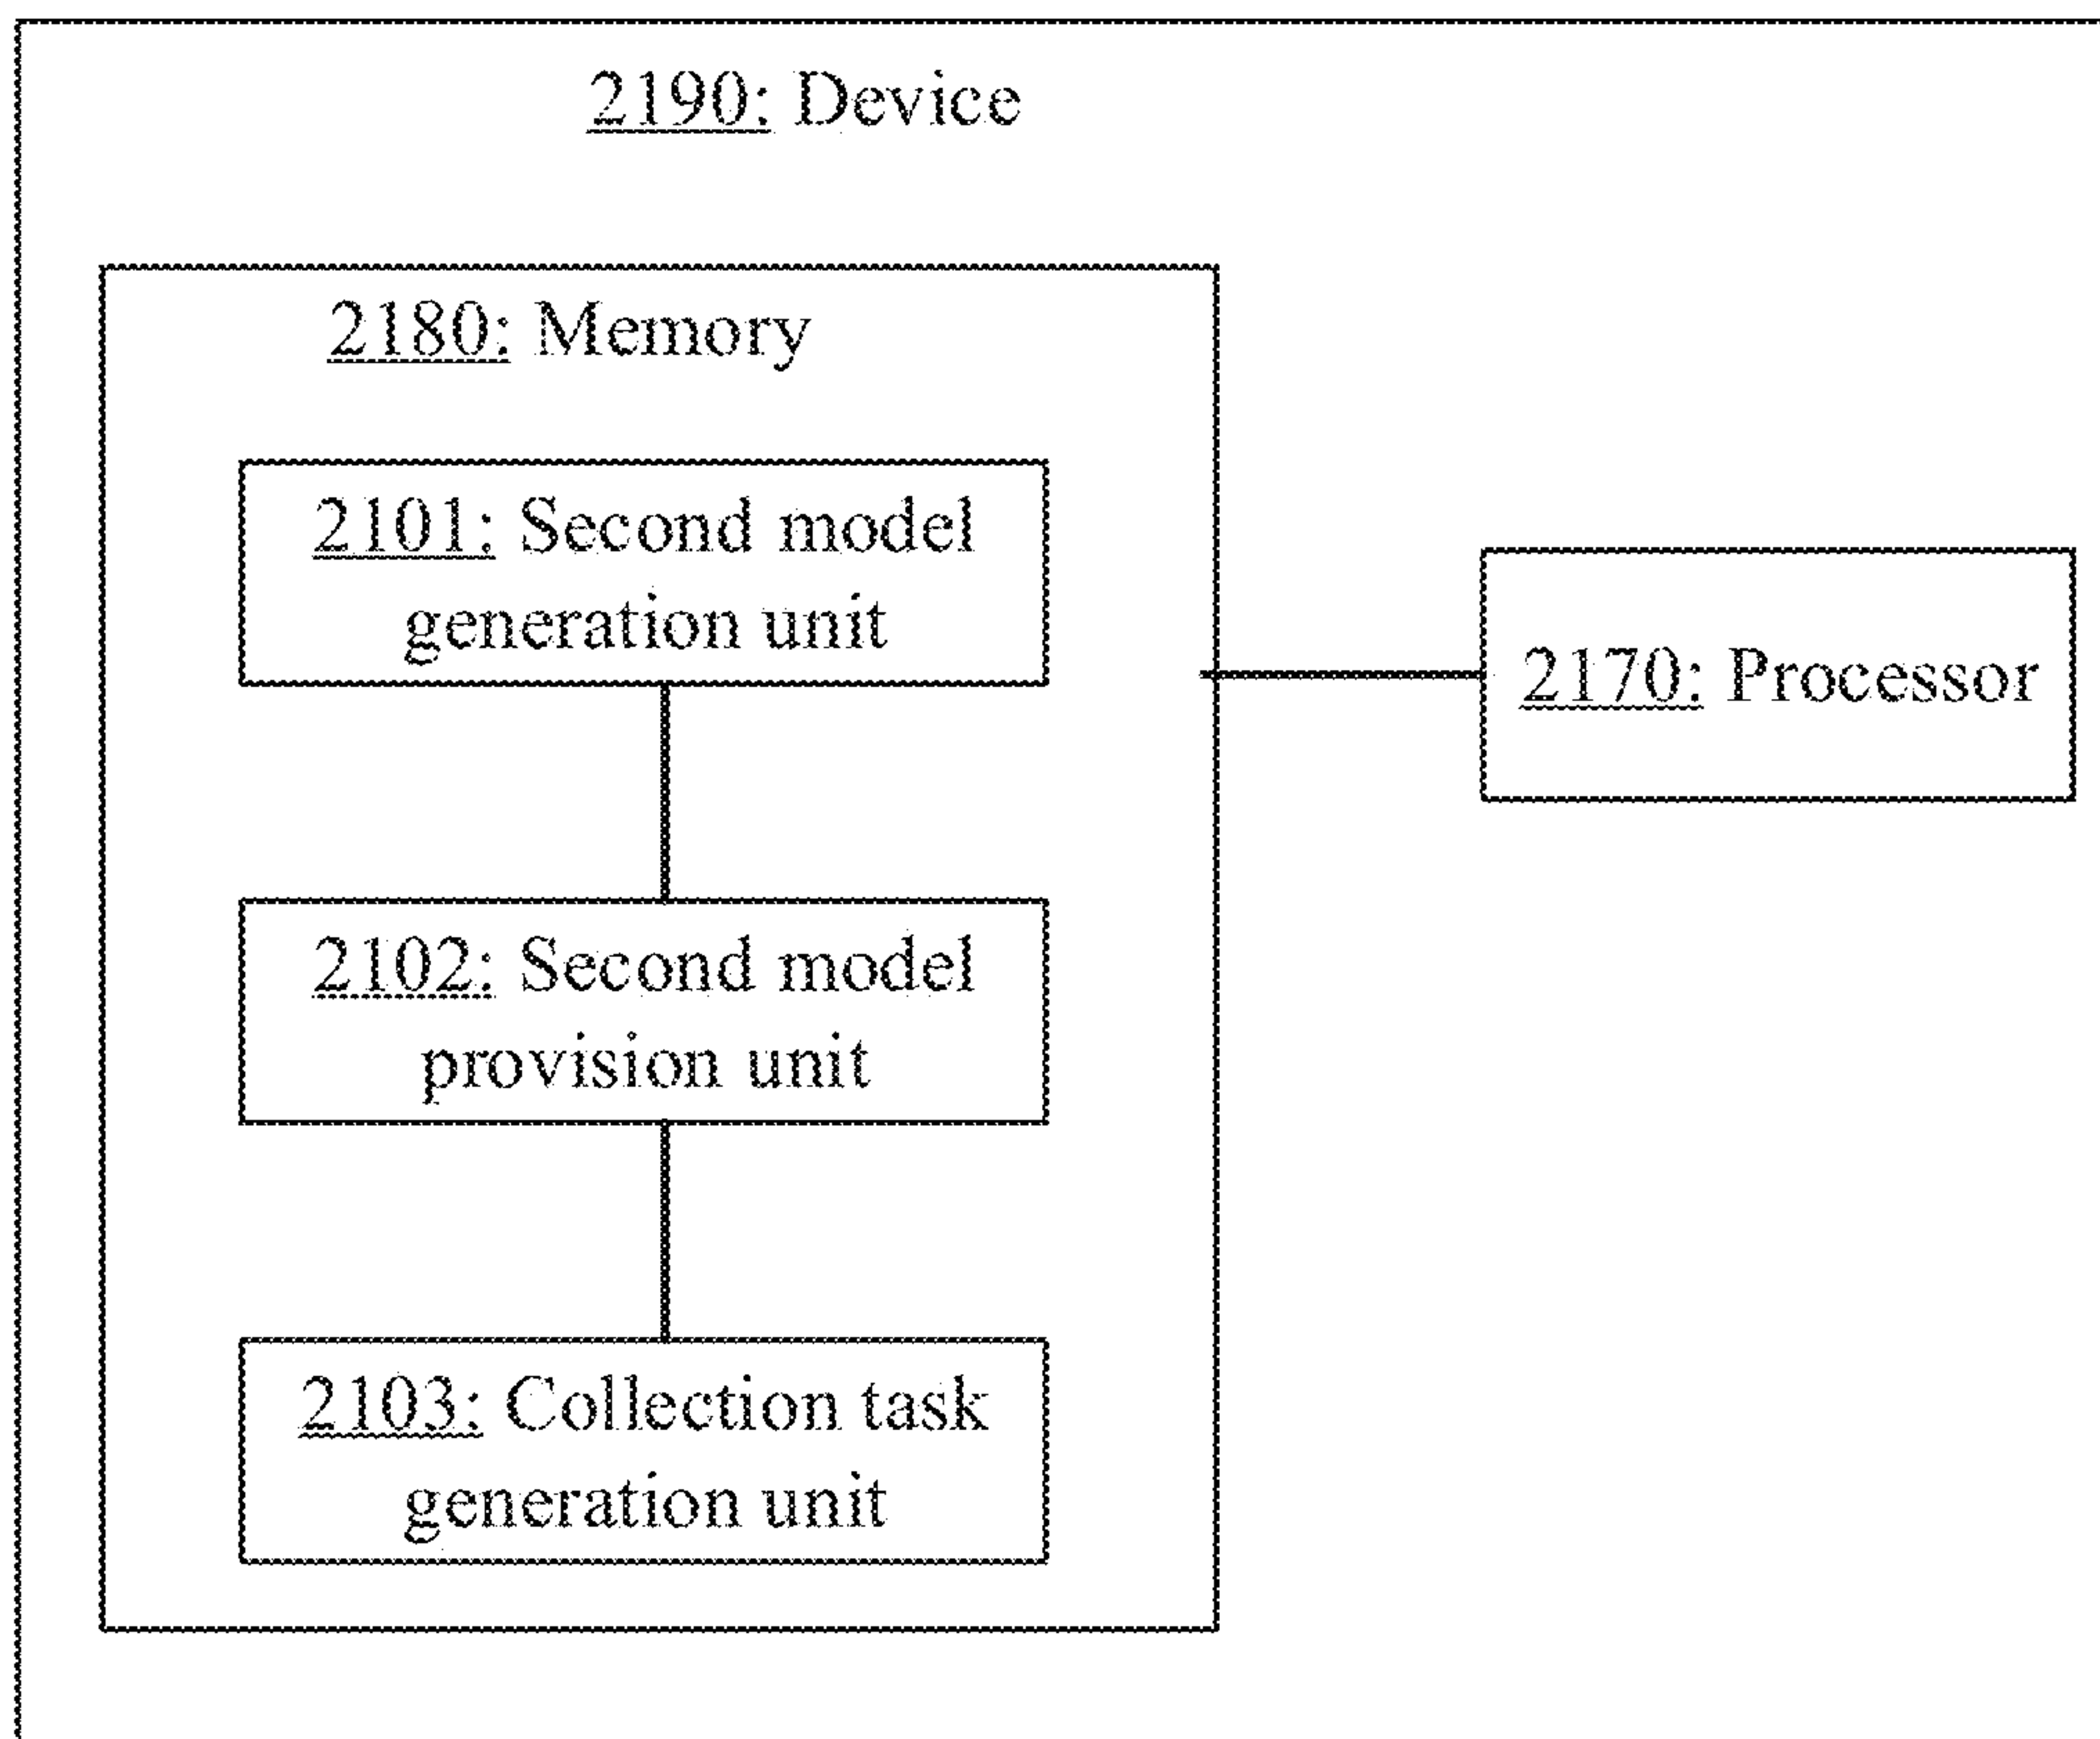 2190: Device
2180: Memory
2101: Second model
generation unit
2170: Processor
2102: Second model
provision unit
2103: Collection task
generation unit